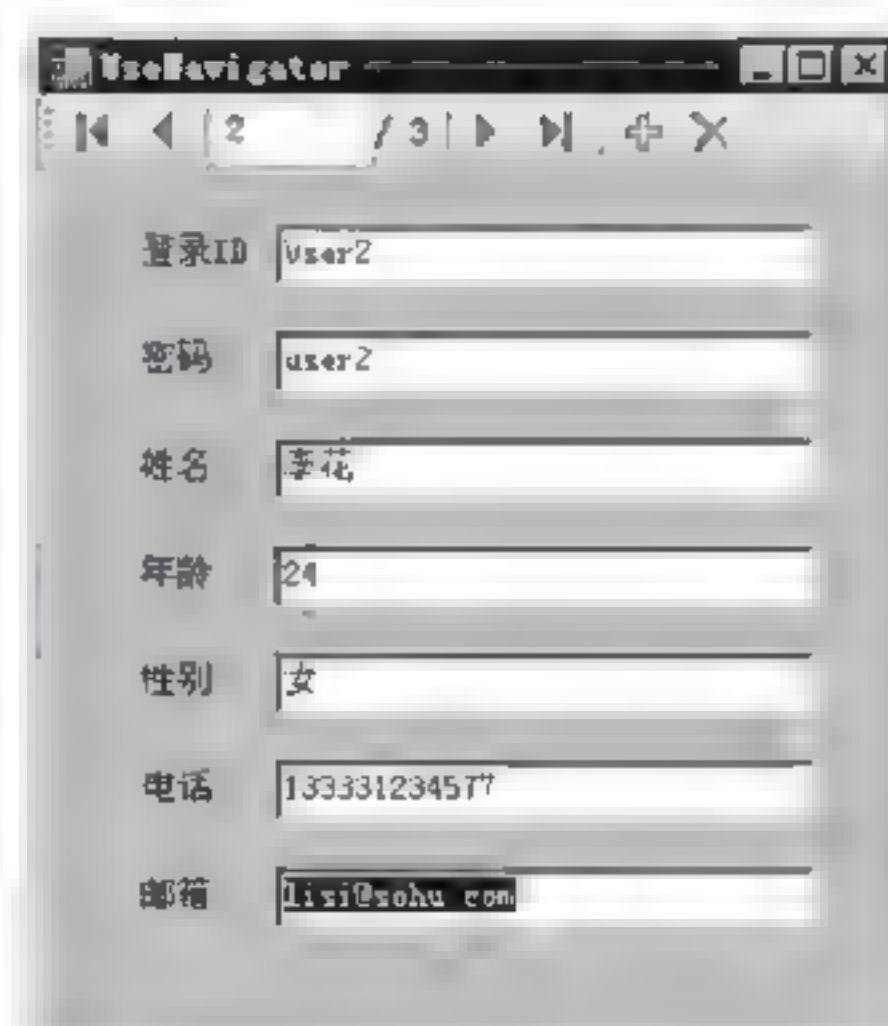 UseNavigator
2 / 3
登录ID User2
密码 user2
姓名 李花
年龄 24
性别 女
电话 13333123457
邮箱 lisi@sohu com